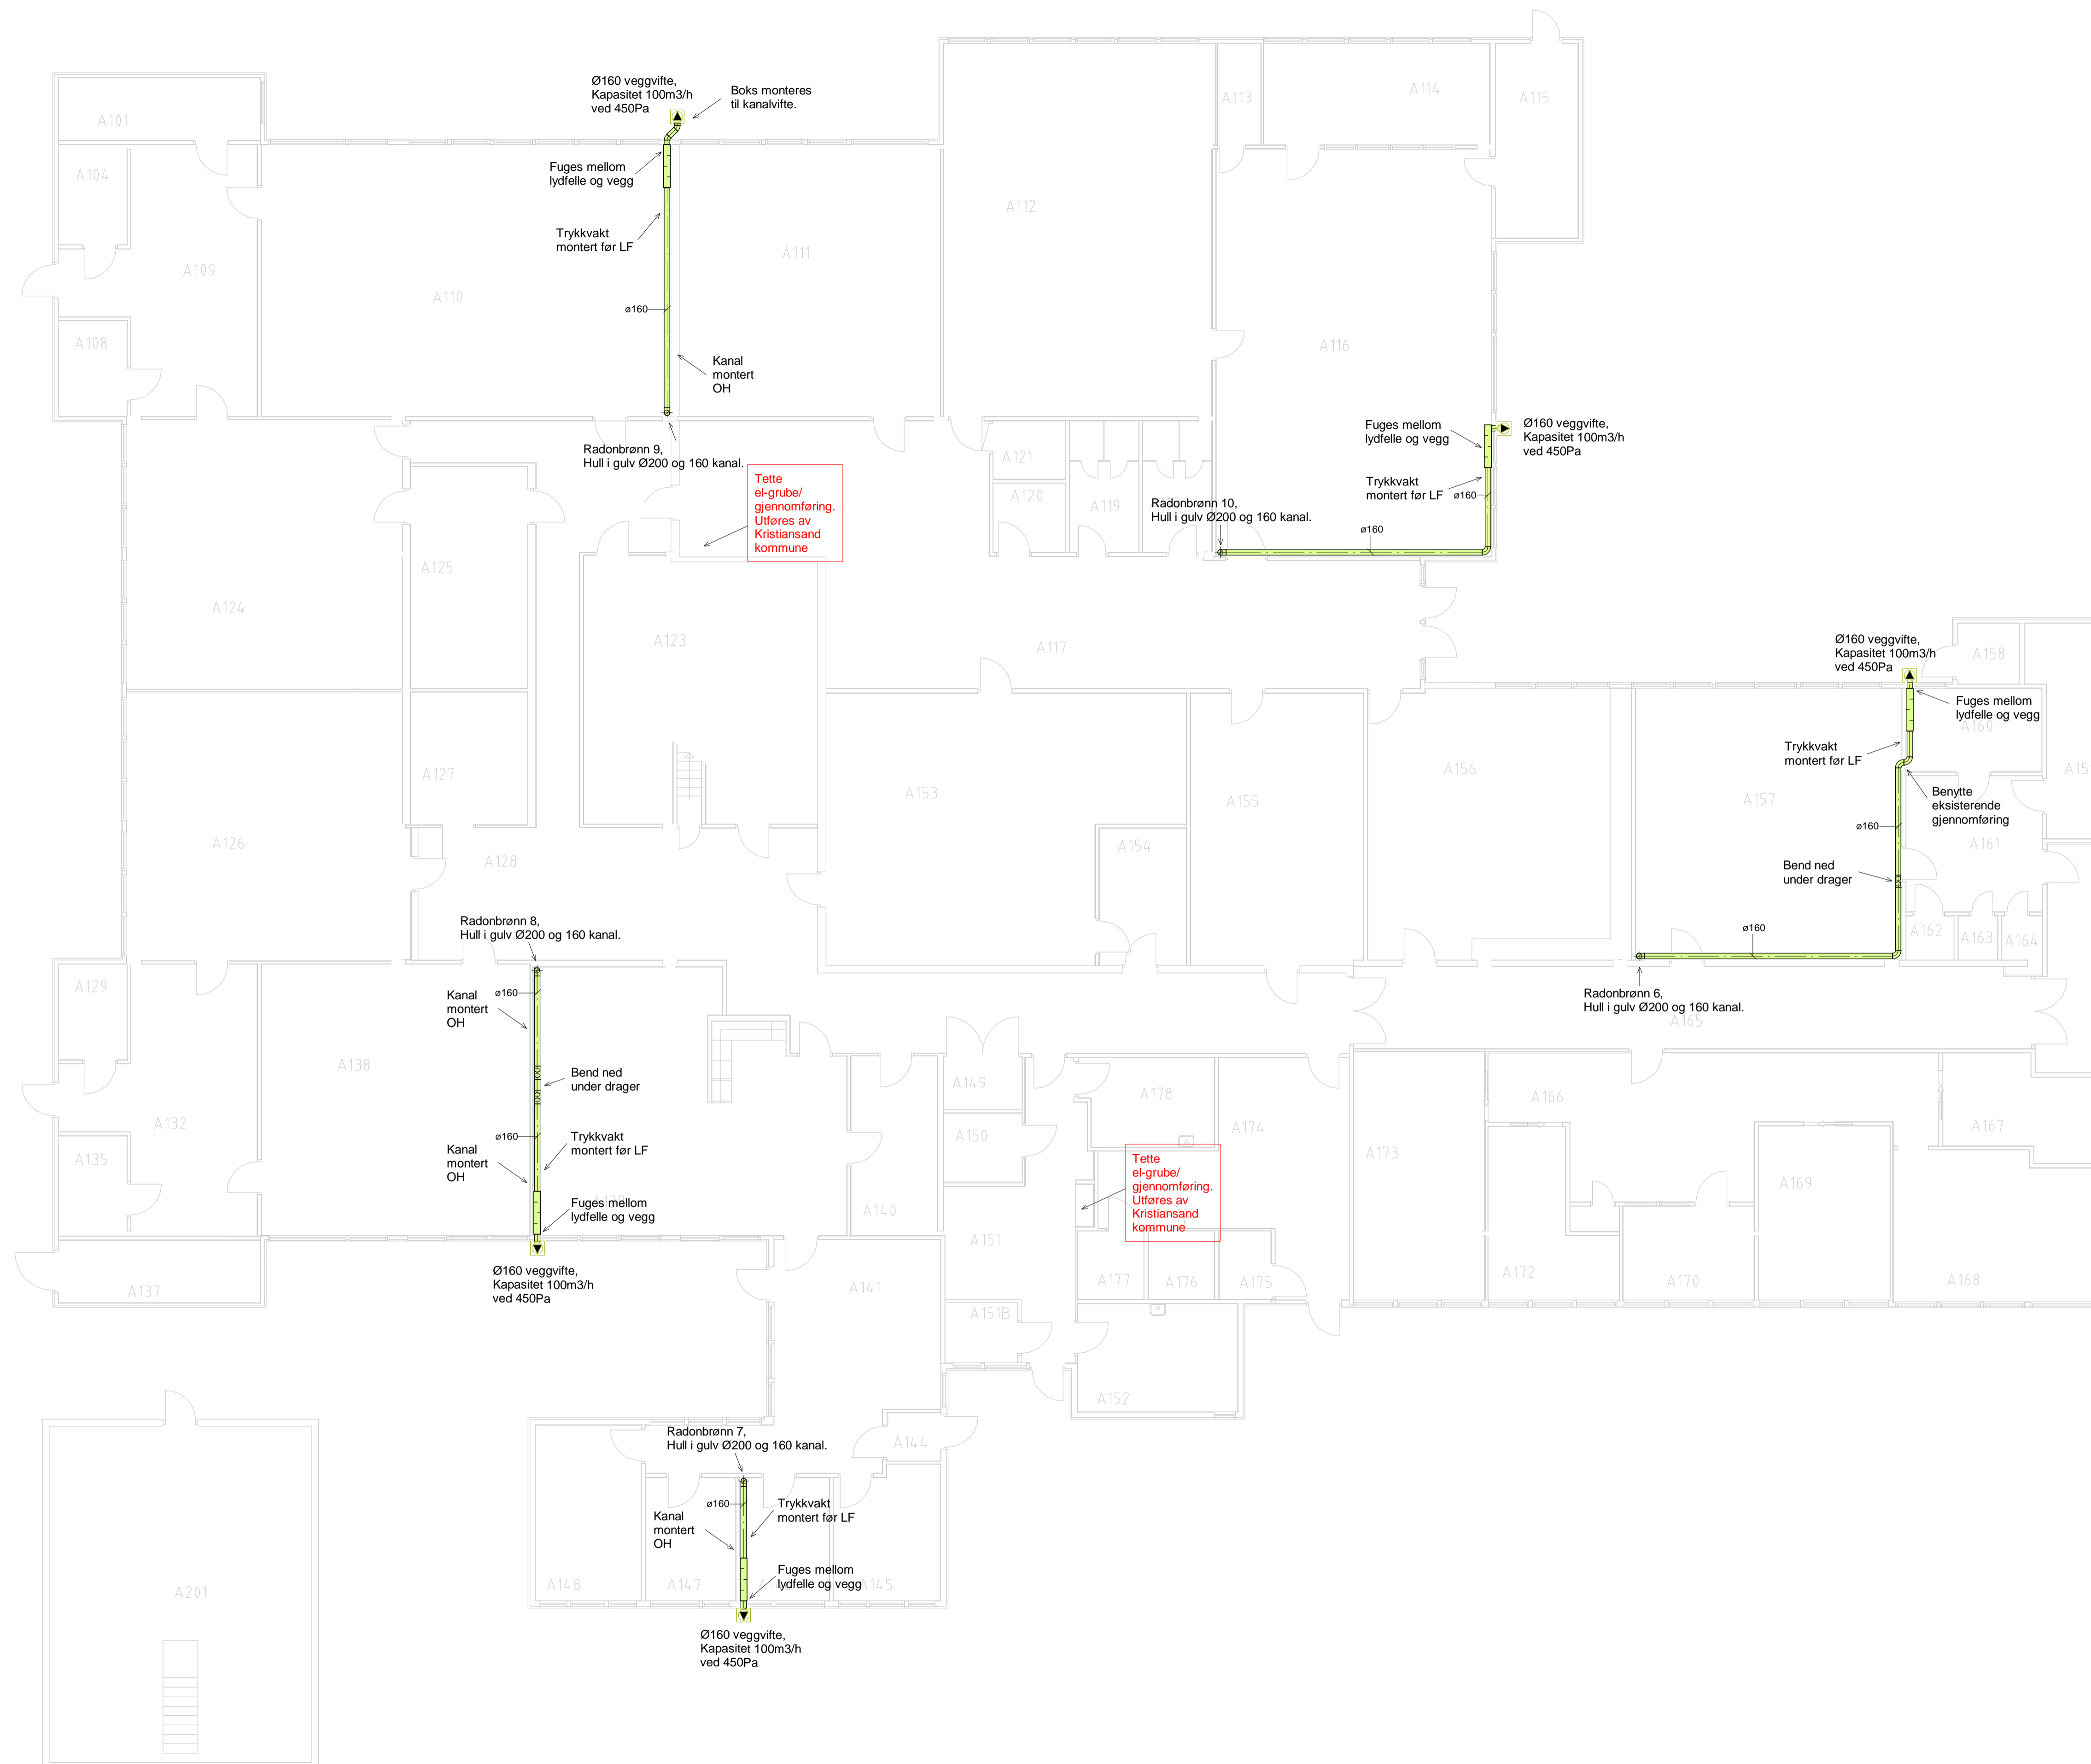 Ø160 veggvifte,
Kapasitet 100m3/h
ved 450Pa
Boks monteres
til kanalvifte.
Fuges mellom
lydfelle og vegg
Trykkvakt
montert før LF
ø160
Kanal
montert
OH
Radonbrønn 9,
Hull i gulv Ø200 og 160 kanal.
Tette
el-grube/
gjennomføring.
Utføres av
Kristiansand
kommune
A101
A104
A109
A108
A110
A111
A112
A113
A114
A115
A116
Fuges mellom
lydfelle og vegg
Ø160 veggvifte,
Kapasitet 100m3/h
ved 450Pa
Trykkvakt
montert før LF
ø160
Radonbrønn 10,
Hull i gulv Ø200 og 160 kanal.
ø160
A121
A120
A119
A125
A124
A123
A117
A127
A126
A128
A153
A154
A155
A156
A157
Ø160 veggvifte,
Kapasitet 100m3/h
ved 450Pa
A158
Fuges mellom
lydfelle og vegg
A160
Trykkvakt
montert før LF
Benytte
eksisterende
gjennomføring
ø160
A161
Bend ned
under drager
A162
A163
A164
ø160
Radonbrønn 6,
Hull i gulv Ø200 og 160 kanal.
A165
Radonbrønn 8,
Hull i gulv Ø200 og 160 kanal.
Kanal
montert
OH
ø160
Bend ned
under drager
ø160
Kanal
montert
OH
Trykkvakt
montert før LF
Fuges mellom
lydfelle og vegg
Ø160 veggvifte,
Kapasitet 100m3/h
ved 450Pa
A129
A132
A135
A137
A138
A140
A141
A149
A150
A151
A151B
A152
A178
A174
Tette
el-grube/
gjennomføring.
Utføres av
Kristiansand
kommune
A177
A176
A175
A173
A166
A167
A169
A172
A170
A168
A144
Radonbrønn 7,
Hull i gulv Ø200 og 160 kanal.
ø160
Trykkvakt
montert før LF
Kanal
montert
OH
Fuges mellom
lydfelle og vegg
A148
A147
A145
Ø160 veggvifte,
Kapasitet 100m3/h
ved 450Pa
A201